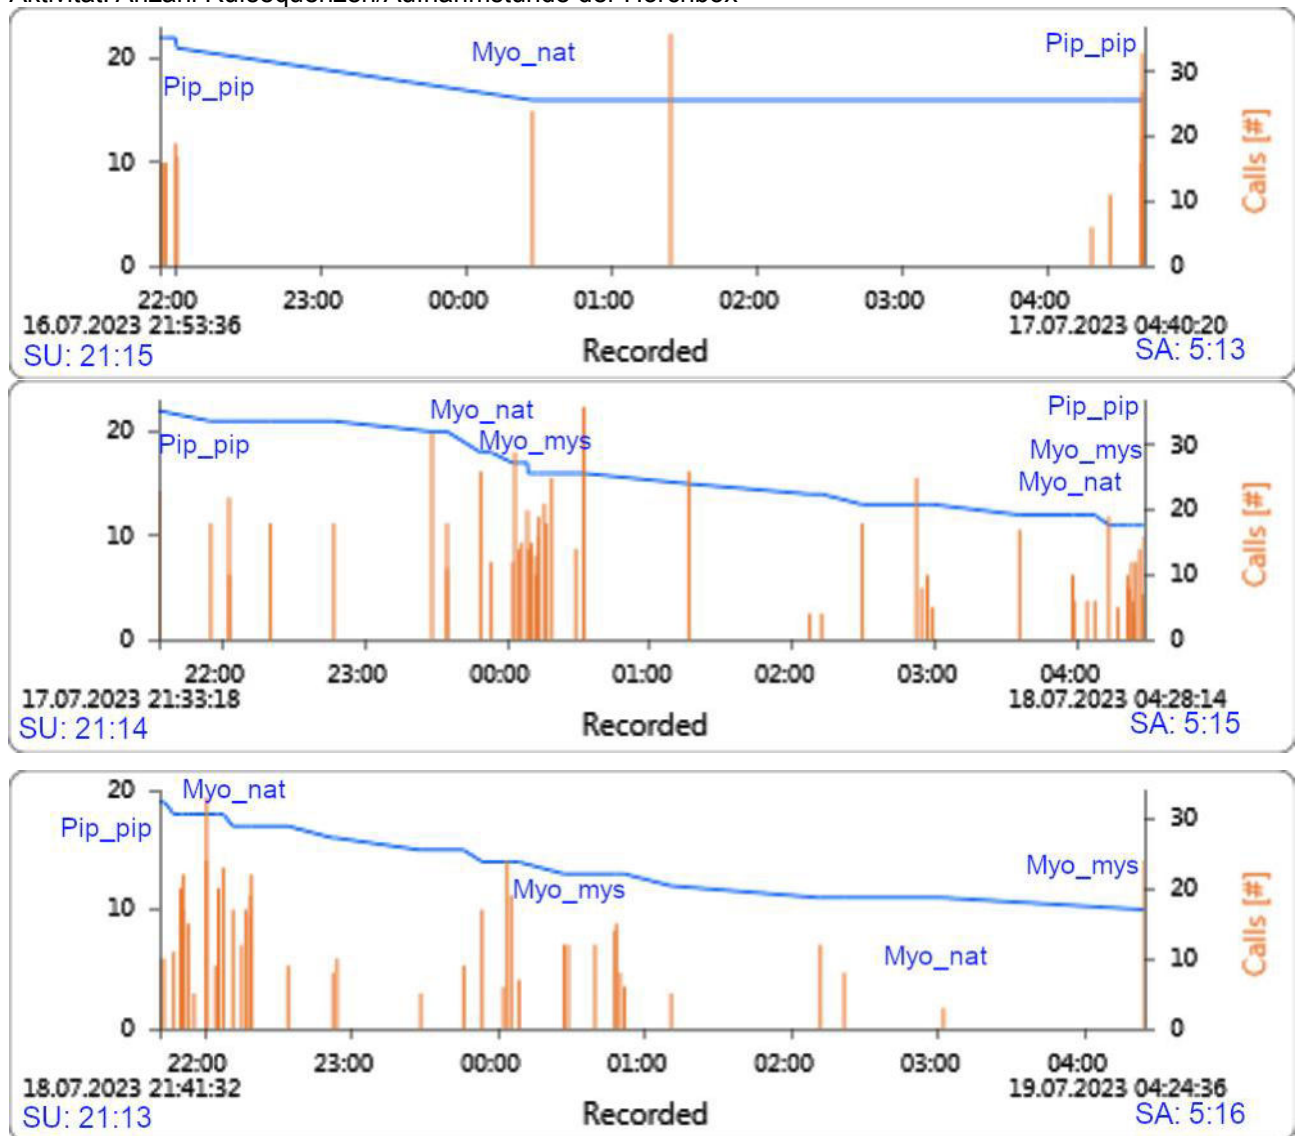 Aktivität: Anzahl der
20
Myo_nat
Pip_pip
30
Pip_pip
20
10
10
0
0
Calls [#]
22:00 23:00 00:00 01:00 02:00 03:00 04:00
16.07.2023 21:53:36
17.07.2023 04:40:20
SU: 21:15
Recorded
SA: 5:13
Myo_nat
Pip_pip
20
Pip_pip
Myo_mys
30
Myo_mys
Myo_nat
20
10
10
0
0
Calls [#]
22:00 23:00 00:00 01:00 02:00 03:00 04:00
17.07.2023 21:33:18
18.07.2023 04:28:14
SU: 21:14
Recorded
SA: 5:15
20
Myo_nat
30
Pip_pip
Myo_mys
20
Myo_mys
10
Myo_nat
10
0
0
Calls [#]
22:00 23:00 00:00 01:00 02:00 03:00 04:00
18.07.2023 21:41:32
19.07.2023 04:24:36
SU: 21:13
Recorded
SA: 5:16